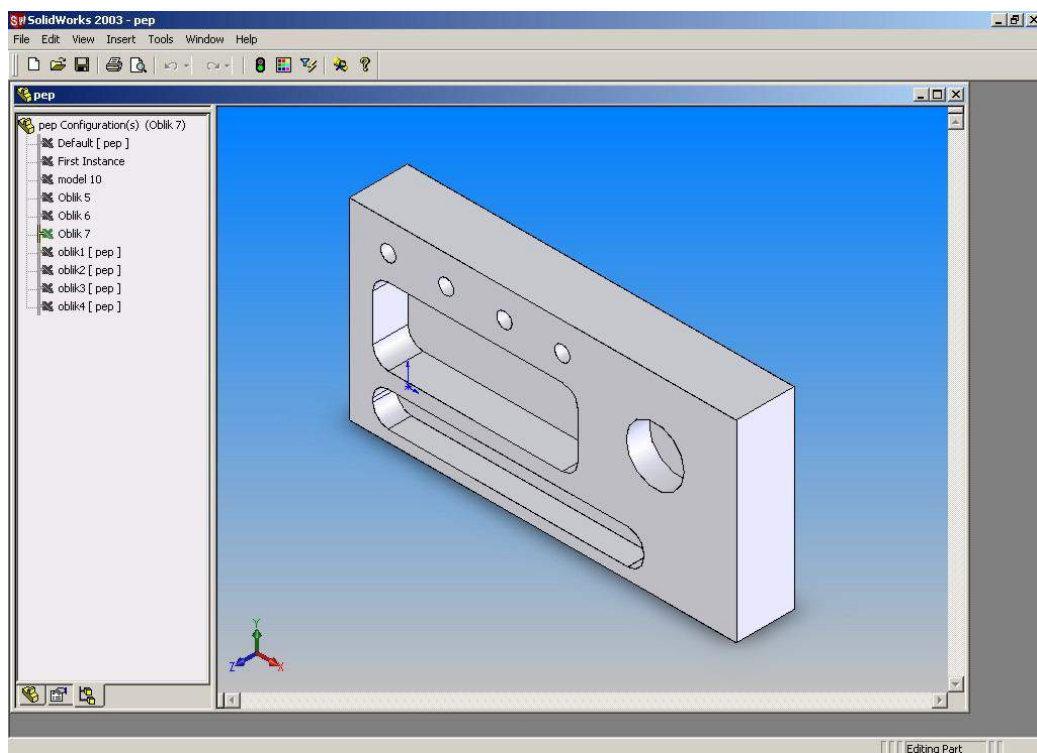 SolidWorks 2003 - pep
File Edit View Insert Tools Window Help
pep
pep Configuration(s) (Oblik 7)
Default [ pep ]
First Instance
model 10
Oblik 5
Oblik 6
Oblik 7
oblik1 [ pep ]
oblik2 [ pep ]
oblik3 [ pep ]
oblik4 [ pep ]
Y
Z X
Editing Part